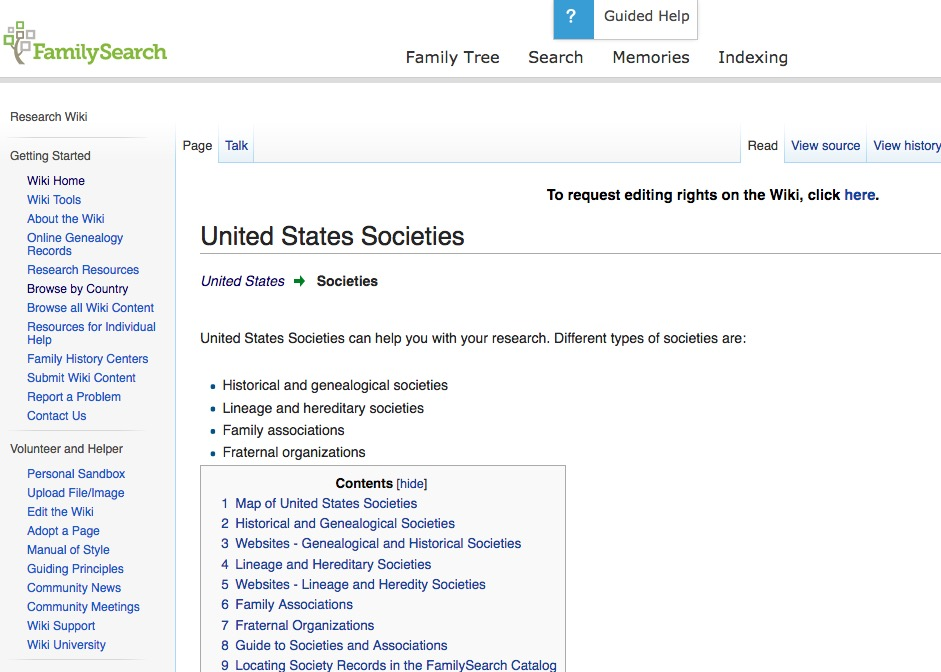 ? Guided Help
FamilySearch
Family Tree Search Memories Indexing
Research Wiki
Getting Started
Wiki Home
Wiki Tools
About the Wiki
Online Genealogy
Records
Research Resources
Browse by Country
Browse all Wiki Content
Resources for Individual
Help
Family History Centers
Submit Wiki Content
Report a Problem
Contact Us
Volunteer and Helper
Personal Sandbox
Upload File/Image
Edit the Wiki
Adopt a Page
Manual of Style
Guiding Principles
Community News
Community Meetings
Wiki Support
Wiki University
Page Talk Read View source View history
To request editing rights on the Wiki, click here.
United States Societies
United States Societies
United States Societies can help you with your research. Different types of societies are:
Historical and genealogical societies
Lineage and hereditary societies
Family associations
Fraternal organizations
Contents [hide]
1 Map of United States Societies
2 Historical and Genealogical Societies
3 Websites - Genealogical and Historical Societies
4 Lineage and Hereditary Societies
5 Websites - Lineage and Heredity Societies
6 Family Associations
7 Fraternal Organizations
8 Guide to Societies and Associations
9 Locating Society Records in the FamilySearch Catalog